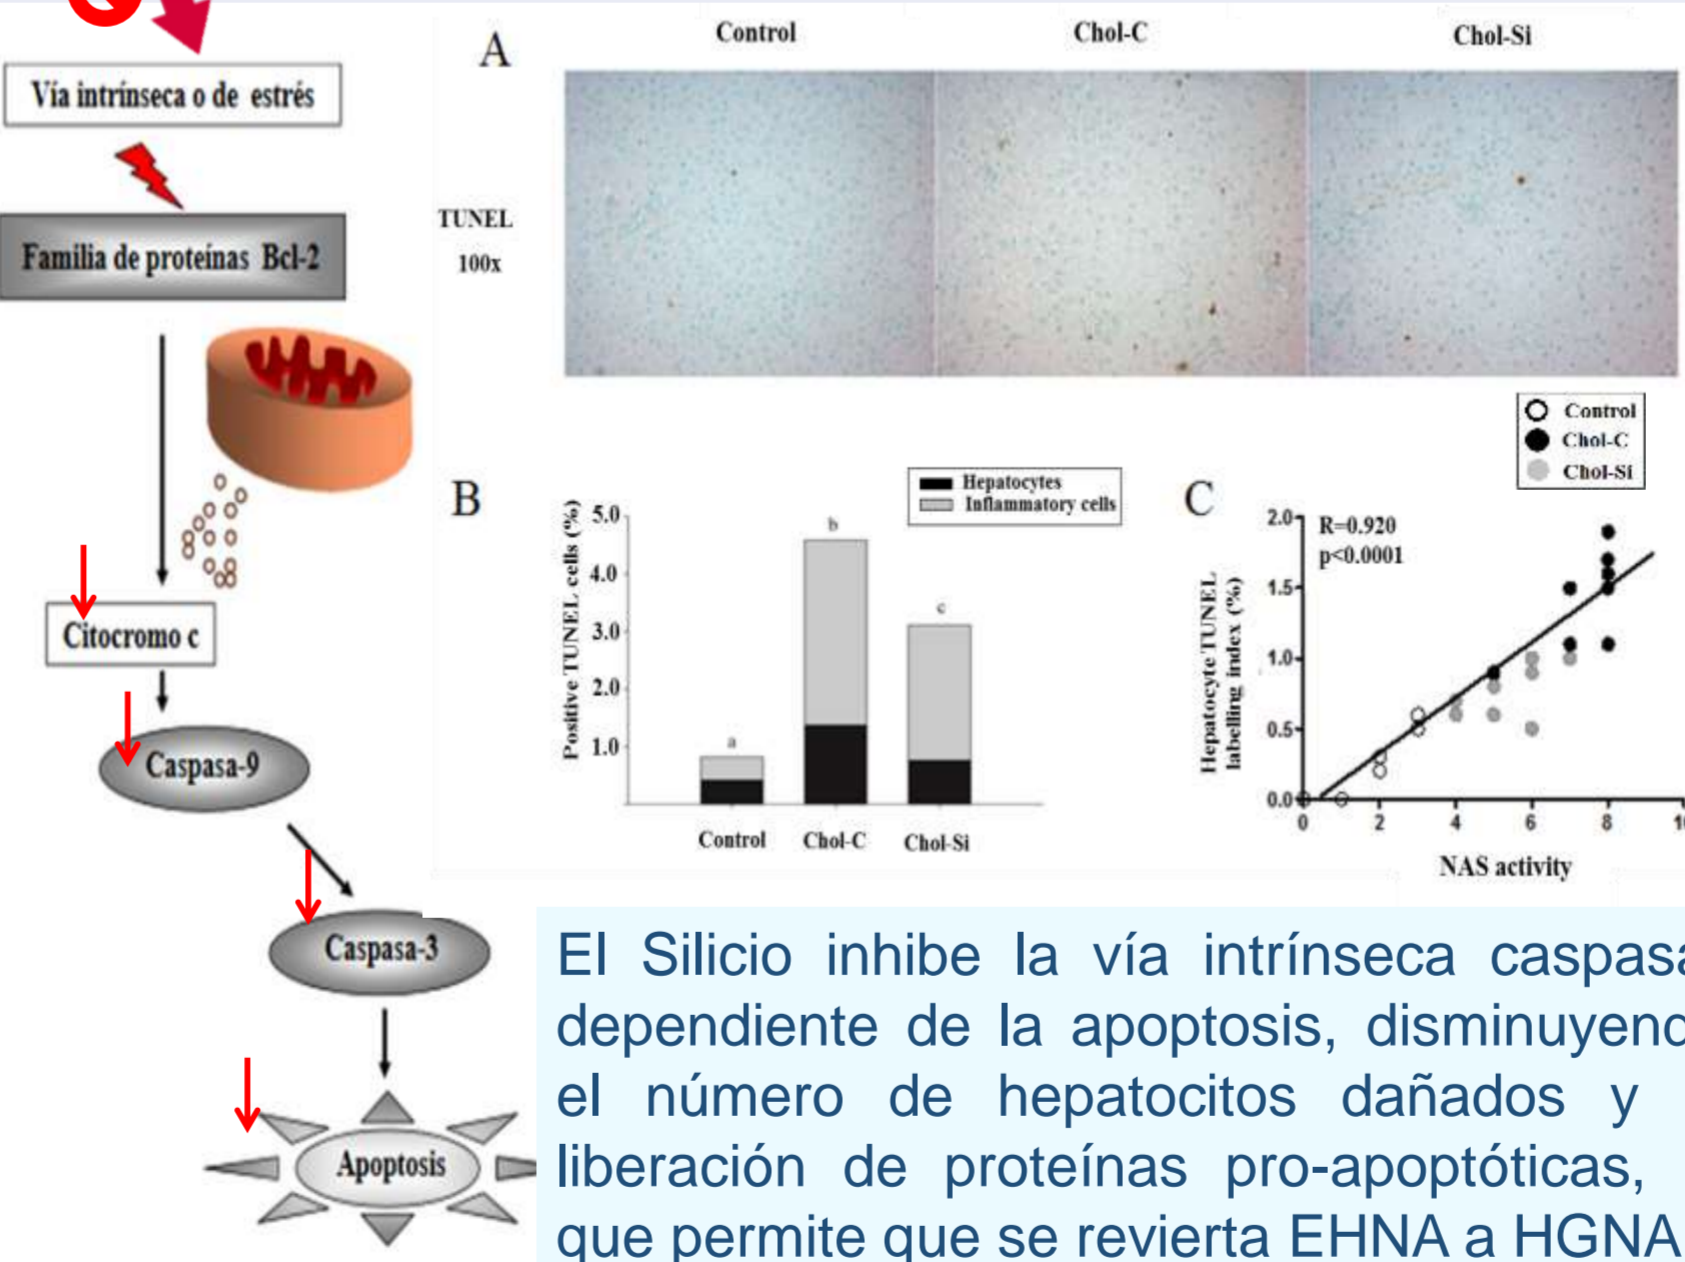 Vía intrínseca o de estrés
Familia de proteínas Bcl-2
Citocromo c
Caspasa-9
Caspasa-3
Apoptosis
A
Control
Chol-C
Chol-Si
TUNEL
100x
B
Hepatocytes
Inflammatory cells
Positive TUNEL cells (%)
5.0
4.0
3.0
2.0
1.0
a
b
c
Control
Chol-C
Chol-Si
C
Control
Chol-C
Chol-Si
R=0.920
p<0.0001
Hepatocyte TUNEL
labelling index (%)
2.0
1.5
1.0
0.5
0.0
0
2
4
6
8
NAS activity
El Silicio inhibe la vía intrínseca caspasa
dependiente de la apoptosis, disminuyend
el número de hepatocitos dañados y
liberación de proteínas pro-apoptóticas,
que permite que se revierta EHNA a HGNA